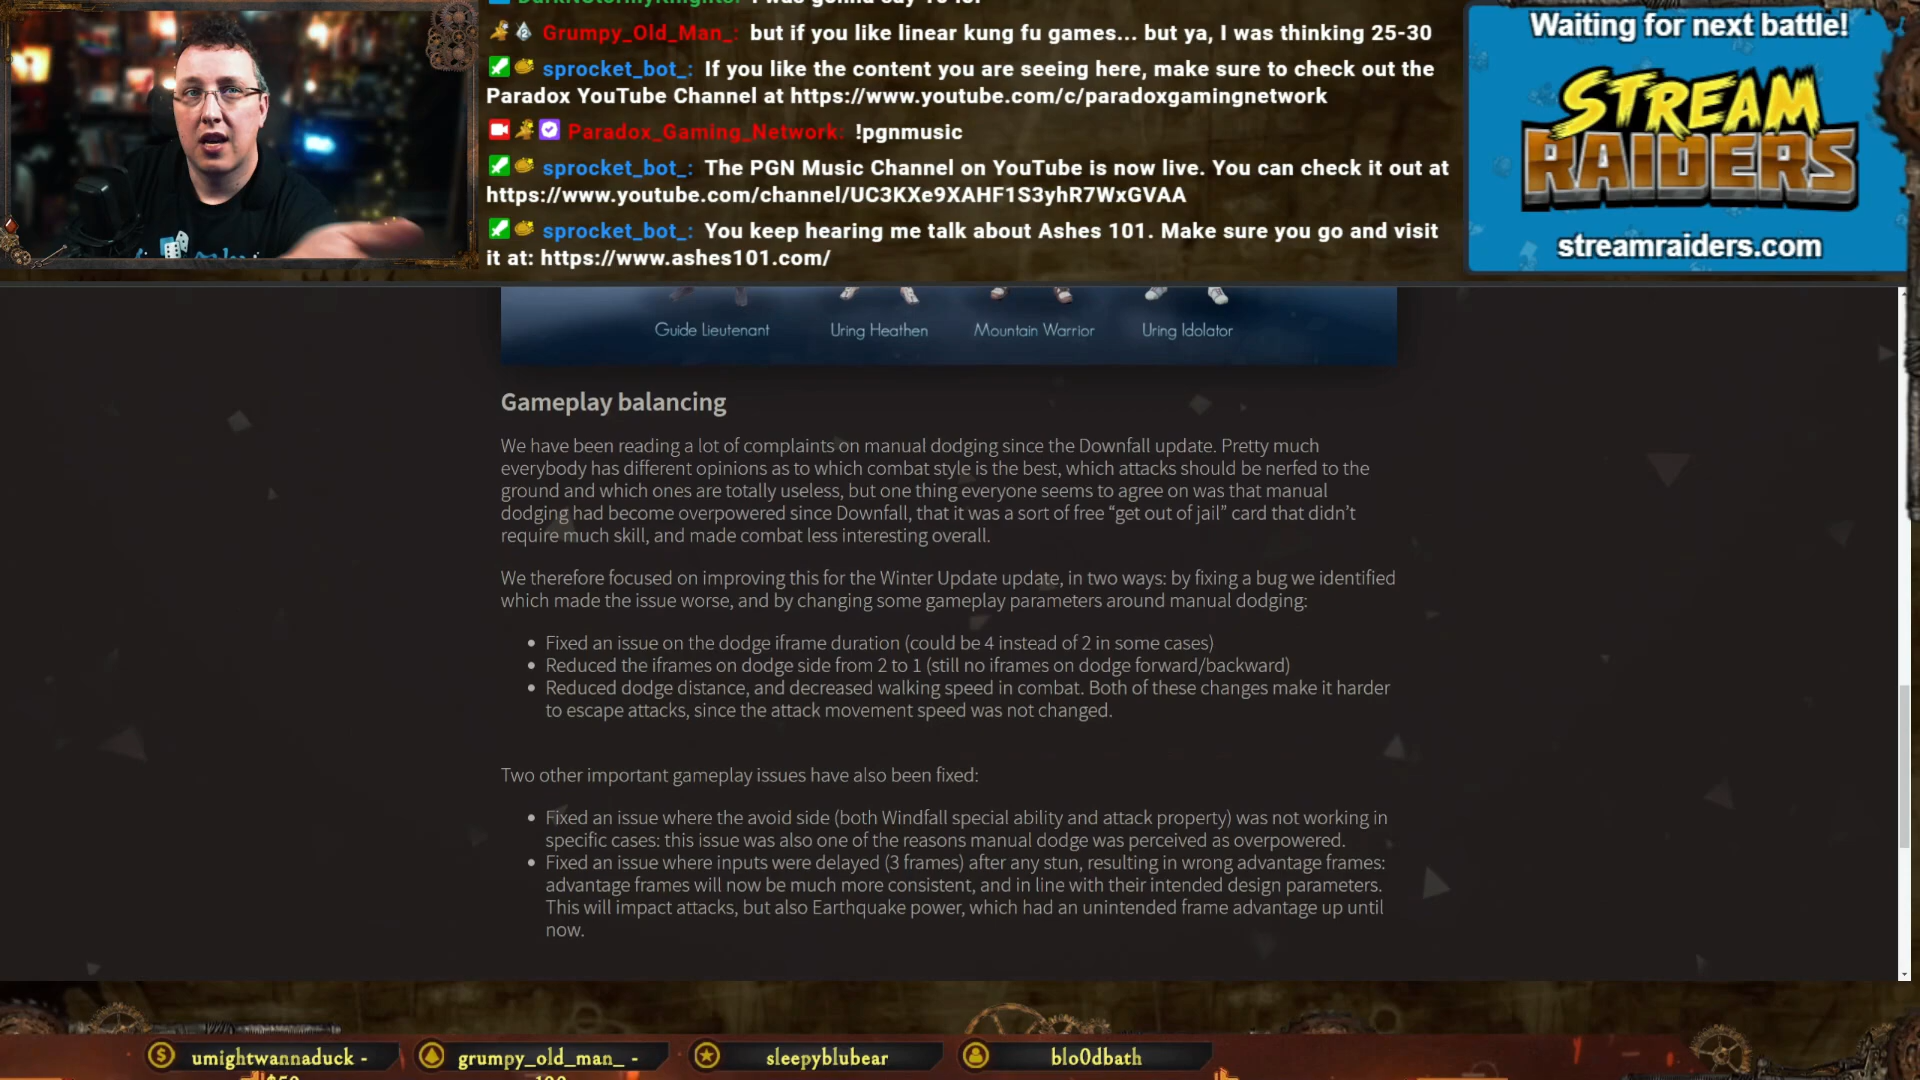 Grumpy_Old_Man_: but if you like linear kung fu games... but ya, I was thinking 25-30
sprocket_bot_: If you like the content you are seeing here, make sure to check out the
Paradox YouTube Channel at https://www.youtube.com/c/paradoxgamingnetwork
Paradox_Gaming_Network: !pgnmusic
sprocket_bot_: The PGN Music Channel on YouTube is now live. You can check it out at
https://www.youtube.com/channel/UC3KXe9XAHF1S3yhR7WxGVAA
sprocket_bot_: You keep hearing me talk about Ashes 101. Make sure you go and visit
it at: https://www.ashes101.com/
Waiting for next battle!
STREAM
RAIDERS
streamraiders.com
Guide Lieutenant
Uring Heathen
Mountain Warrior
Uring Idolator
Gameplay balancing
We have been reading a lot of complaints on manual dodging since the Downfall update. Pretty much
everybody has different opinions as to which combat style is the best, which attacks should be nerfed to the
ground and which ones are totally useless, but one thing everyone seems to agree on was that manual
dodging had become overpowered since Downfall, that it was a sort of free “get out of jail” card that didn’t
require much skill, and made combat less interesting overall.
We therefore focused on improving this for the Winter Update update, in two ways: by fixing a bug we identified
which made the issue worse, and by changing some gameplay parameters around manual dodging:
• Fixed an issue on the dodge iframe duration (could be 4 instead of 2 in some cases)
• Reduced the iframes on dodge side from 2 to 1 (still no iframes on dodge forward/backward)
• Reduced dodge distance, and decreased walking speed in combat. Both of these changes make it harder
to escape attacks, since the attack movement speed was not changed.
Two other important gameplay issues have also been fixed:
• Fixed an issue where the avoid side (both Windfall special ability and attack property) was not working in
specific cases: this issue was also one of the reasons manual dodge was perceived as overpowered.
• Fixed an issue where inputs were delayed (3 frames) after any stun, resulting in wrong advantage frames:
advantage frames will now be much more consistent, and in line with their intended design parameters.
This will impact attacks, but also Earthquake power, which had an unintended frame advantage up until
now.
umightwannaduck -
grumpy_old_man_ -
sleepyblubear
blo0dbath